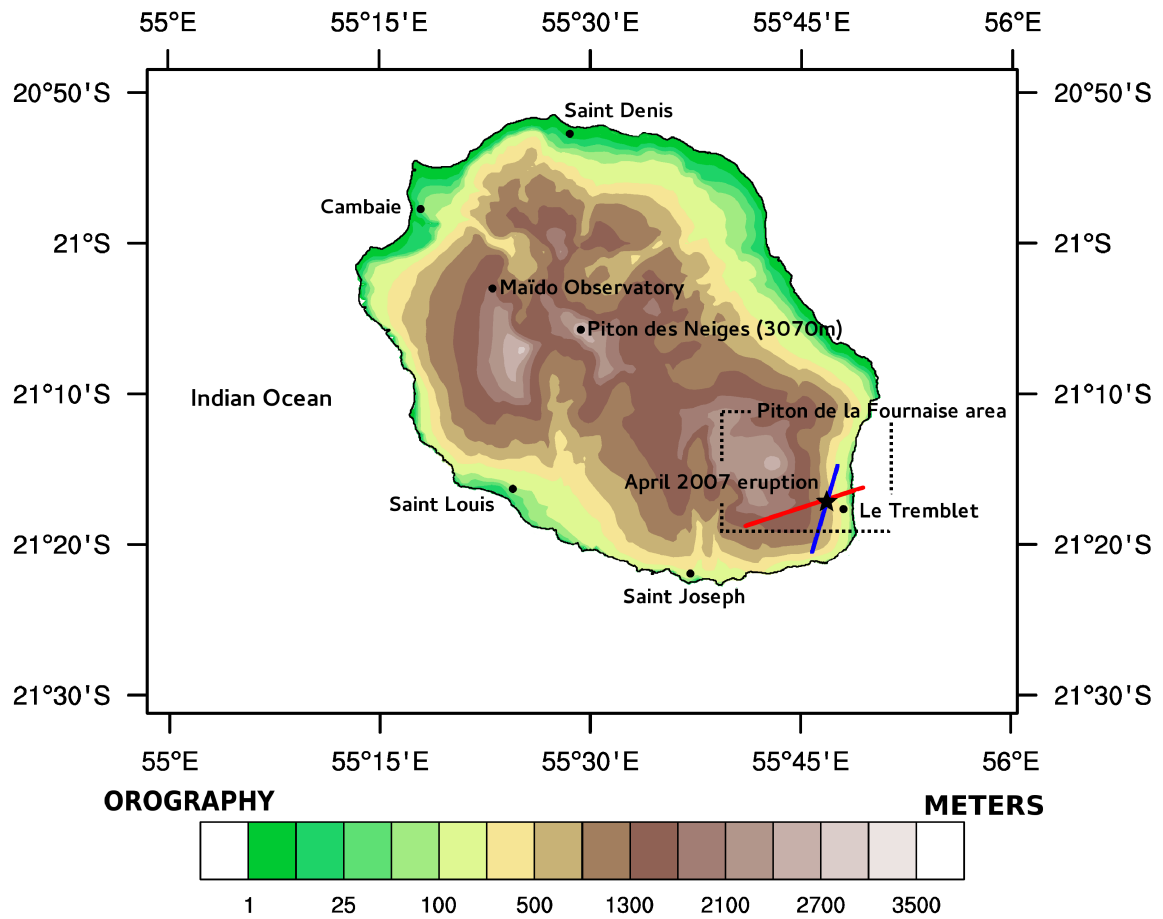 55°E 55°15'E 55°30'E 55°45'E 56°E
20°50'S 20°50'S
Saint Denis
Cambaie
21°S 21°S
Maïdo Observatory
Piton des Neiges (3070m)
21°10'S 21°10'S
Indian Ocean
Piton de la Fournaise area
April 2007 eruption
Saint Louis
Le Tremblet
21°20'S 21°20'S
Saint Joseph
21°30'S 21°30'S
55°E 55°15'E 55°30'E 55°45'E 56°E
OROGRAPHY METERS
1 25 100 500 1300 2100 2700 3500